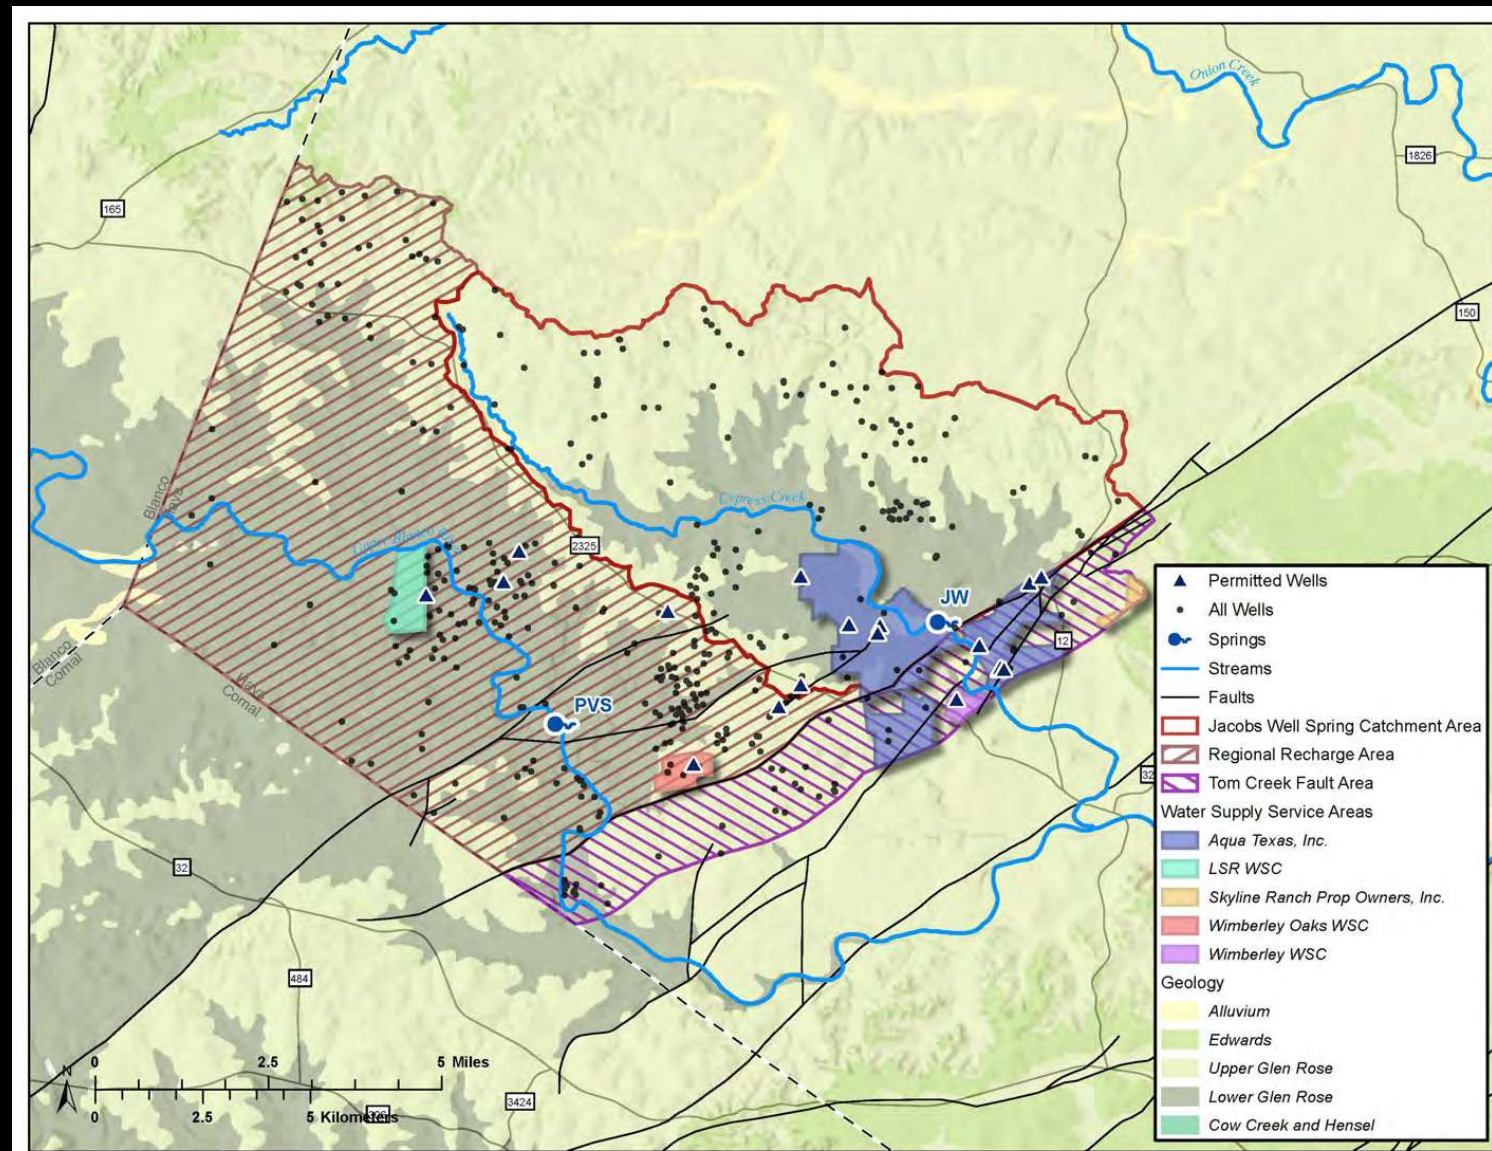 Onion Creek
1826
165
150
Cypress Creek
Blanco
Hays
Upper Blanco River
2325
JW
12
Blanco
Comal
Hays
Comal
PVS
32
32
484
0 2.5 5 Miles
N
0 2.5 5 Kilometers
3424
Permitted Wells
All Wells
Springs
Streams
Faults
Jacobs Well Spring Catchment Area
Regional Recharge Area
Tom Creek Fault Area
Water Supply Service Areas
Aqua Texas, Inc.
LSR WSC
Skyline Ranch Prop Owners, Inc.
Wimberley Oaks WSC
Wimberley WSC
Geology
Alluvium
Edwards
Upper Glen Rose
Lower Glen Rose
Cow Creek and Hensel